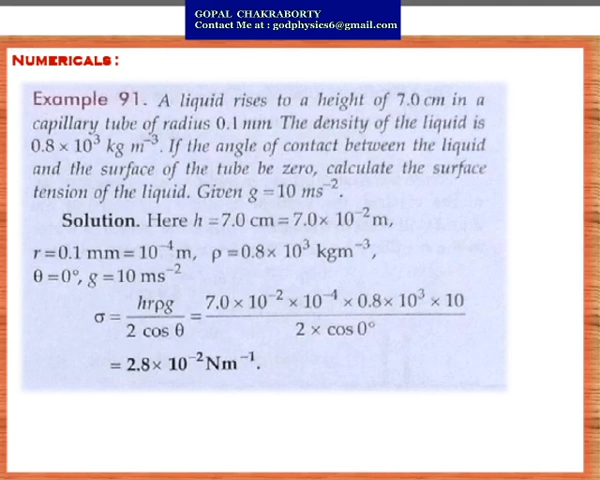 GOPAL CHAKRABORTY
Contact Me at : godphysics6@gmail.com
NUMERICALS :
Example 91. A liquid rises to a height of 7.0 cm in a
capillary tube of radius 0.1 mm. The density of the liquid is
0.8 × 10³ kg m⁻³. If the angle of contact between the liquid
and the surface of the tube be zero, calculate the surface
tension of the liquid. Given g = 10 ms⁻².
Solution. Here h = 7.0 cm = 7.0 × 10⁻² m,
r = 0.1 mm = 10⁻⁴ m, ρ = 0.8 × 10³ kgm⁻³,
θ = 0°, g = 10 ms⁻²
σ = hrρg / 2 cos θ = 7.0 × 10⁻² × 10⁻⁴ × 0.8 × 10³ × 10 / 2 × cos 0°
= 2.8 × 10⁻² Nm⁻¹.